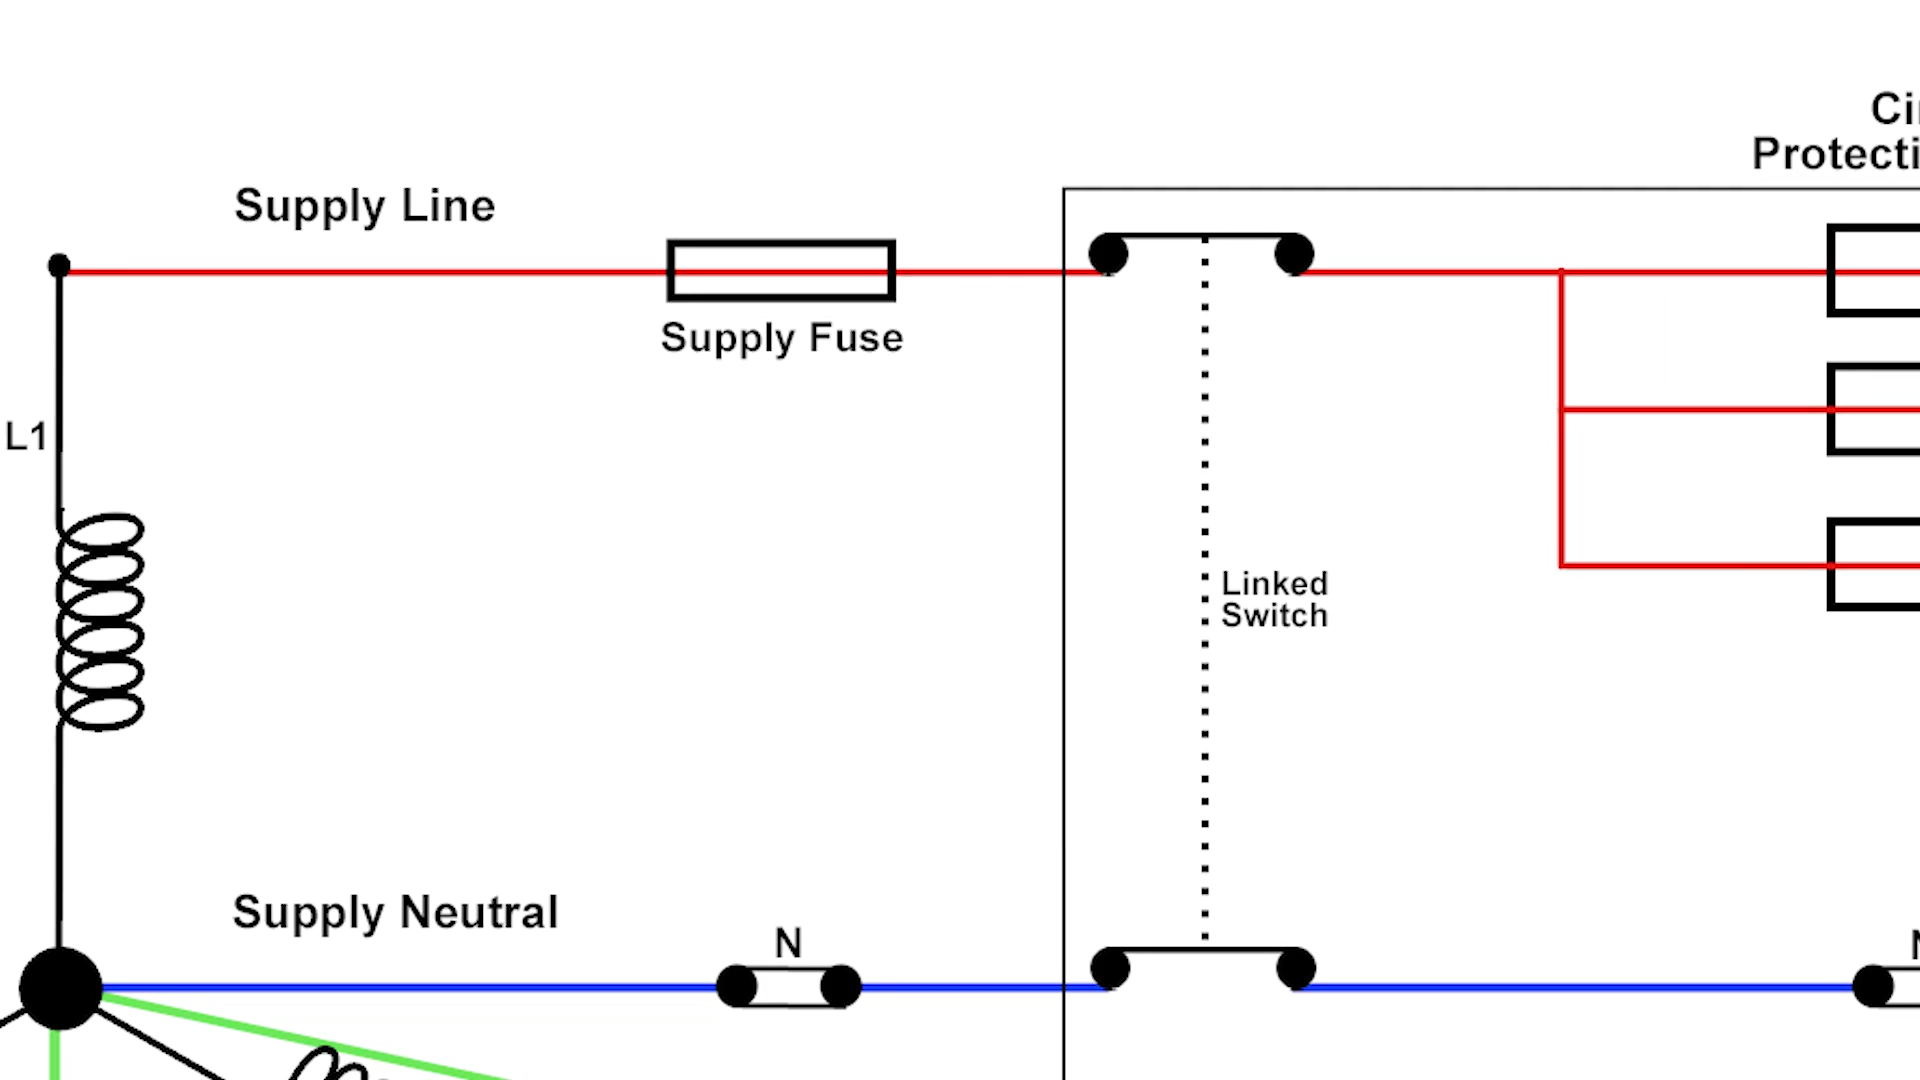 Supply Line
Supply Fuse
L1
Linked
Switch
Supply Neutral
N